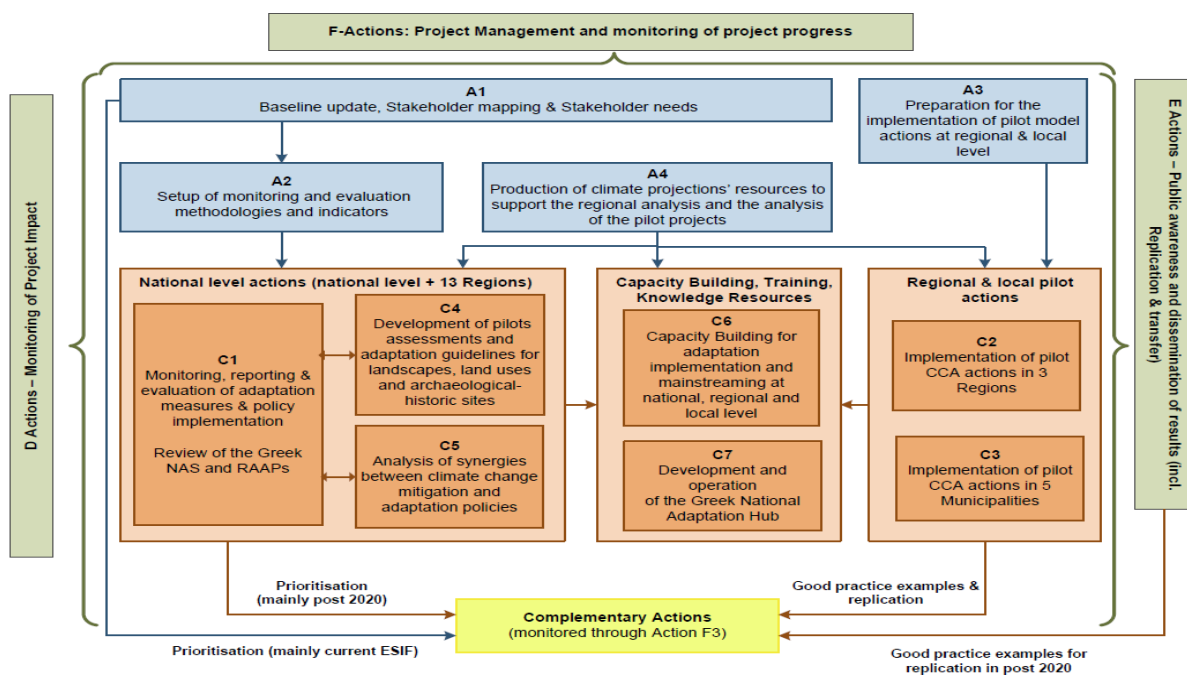 F-Actions: Project Management and monitoring of project progress
D Actions – Monitoring of Project Impact
A1
Baseline update, Stakeholder mapping & Stakeholder needs
A3
Preparation for the
implementation of pilot model
actions at regional & local
level
A2
Setup of monitoring and evaluation
methodologies and indicators
A4
Production of climate projections' resources to
support the regional analysis and the analysis
of the pilot projects
E Actions – Public awareness and dissemination of results (incl.
Replication & transfer)
National level actions (national level + 13 Regions)
C1
Monitoring, reporting &
evaluation of adaptation
measures & policy
implementation
Review of the Greek
NAS and RAAPs
C4
Development of pilots
assessments and
adaptation guidelines for
landscapes, land uses
and archaeological-
historic sites
C5
Analysis of synergies
between climate change
mitigation and
adaptation policies
Capacity Building, Training,
Knowledge Resources
C6
Capacity Building for
adaptation
implementation and
mainstreaming at
national, regional and
local level
C7
Development and
operation
of the Greek National
Adaptation Hub
Regional & local pilot
actions
C2
Implementation of pilot
CCA actions in 3
Regions
C3
Implementation of pilot
CCA actions in 5
Municipalities
Prioritisation
(mainly post 2020)
Good practice examples &
replication
Complementary Actions
(monitored through Action F3)
Prioritisation (mainly current ESIF)
Good practice examples for
replication in post 2020